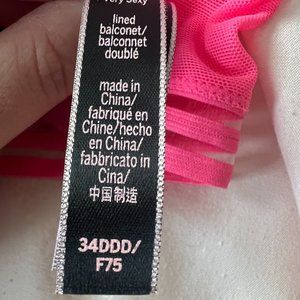 Very Sexy
lined
balconet/
balconnet
doublé
made in
China/
fabriqué en
Chine/hecho
en China/
fabbricato in
Cina/
中国制造
34DDD/
F75